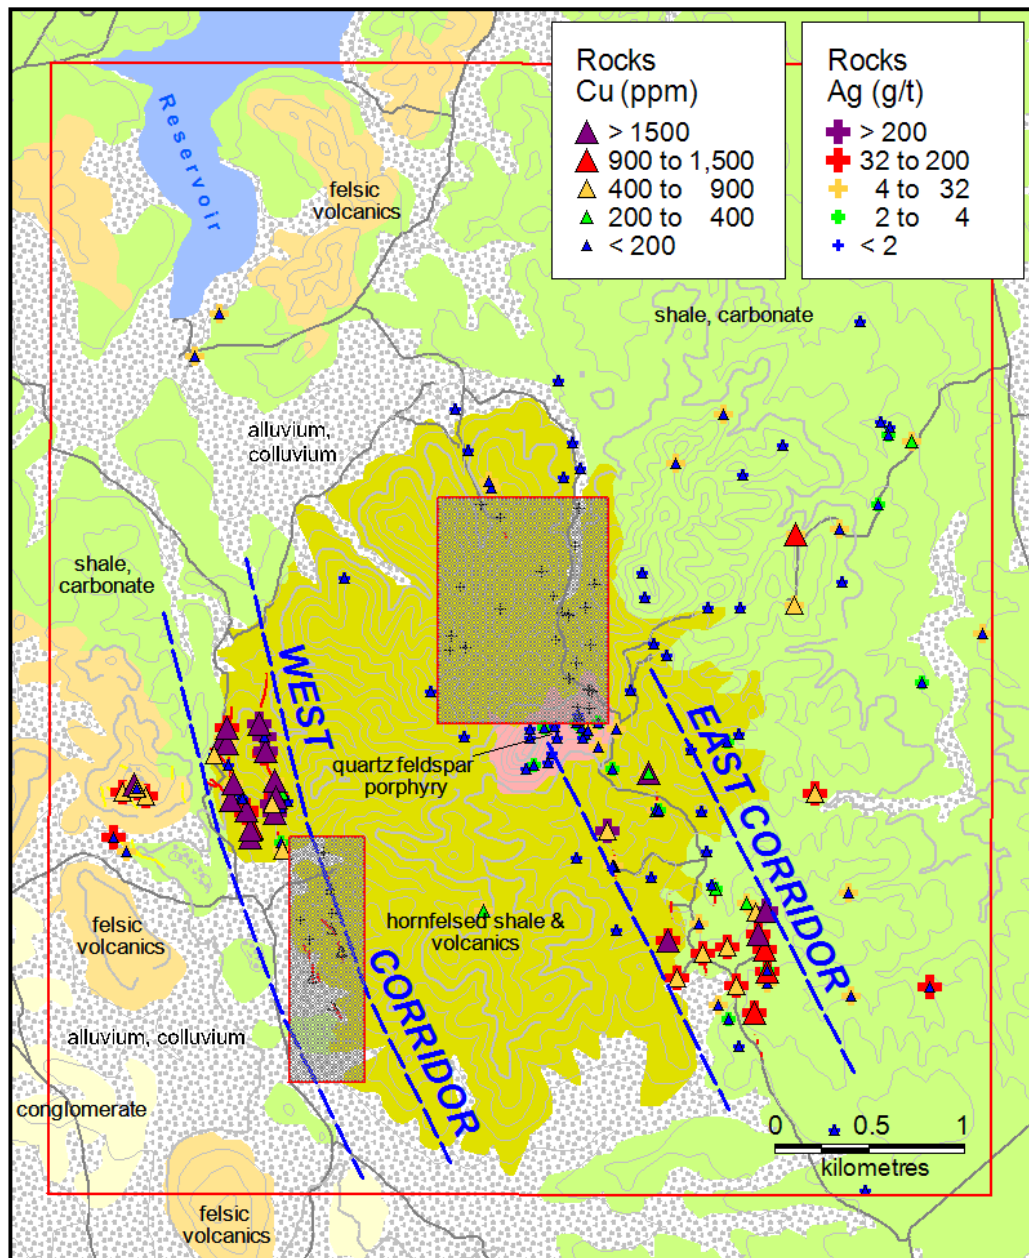 Rocks
Cu (ppm)
> 1500
900 to 1,500
400 to 900
200 to 400
< 200
Rocks
Ag (g/t)
> 200
32 to 200
4 to 32
2 to 4
< 2
Reservoir
felsic
volcanics
shale, carbonate
alluvium,
colluvium
shale,
carbonate
WEST
CORRIDOR
EAST CORRIDOR
quartz feldspar
porphyry
felsic
volcanics
hornfelsed shale &
volcanics
alluvium, colluvium
conglomerate
felsic
volcanics
0 0.5 1
kilometres